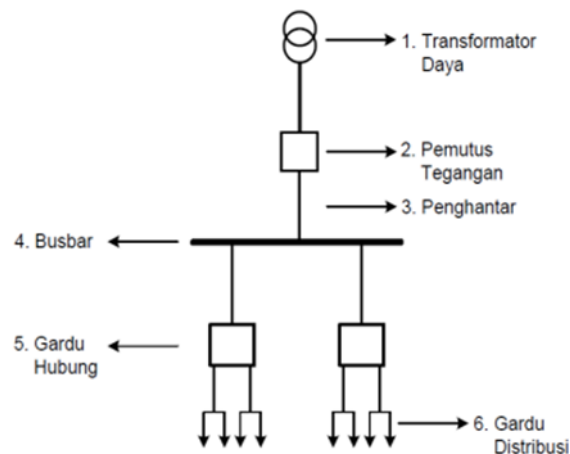 1. Transformator
Daya
2. Pemutus
Tegangan
3. Penghantar
4. Busbar
5. Gardu
Hubung
6. Gardu
Distribusi